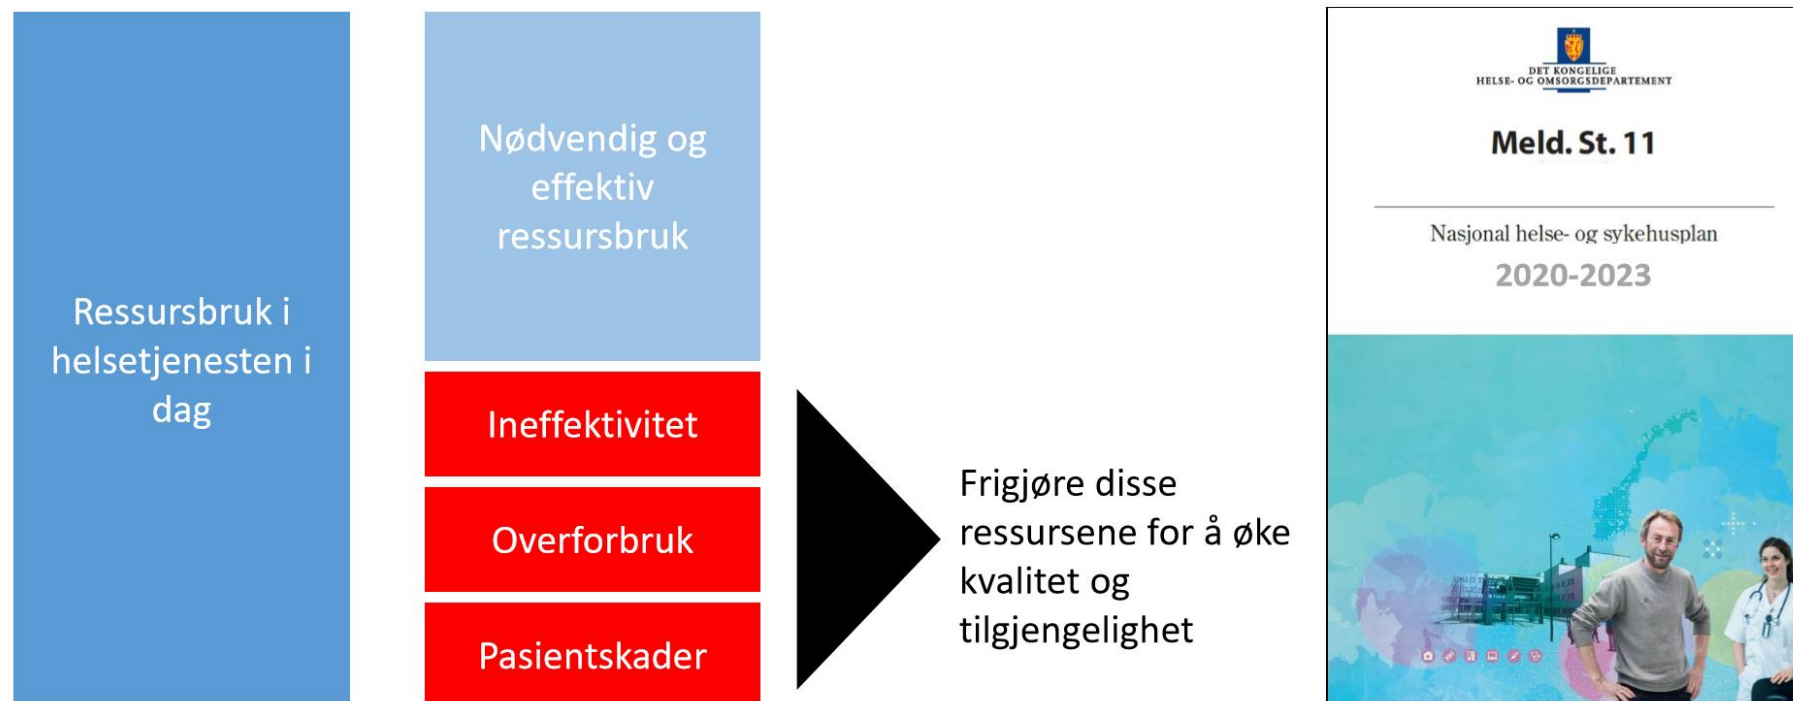 Ressursbruk i
helsetjenesten i
dag
Nødvendig og
effektiv
ressursbruk
Ineffektivitet
Overforbruk
Pasientskader
Frigjøre disse
ressursene for å øke
kvalitet og
tilgjengelighet
DET KONGELIGE
HELSE- OG OMSORGSDEPARTEMENT
Meld. St. 11
Nasjonal helse- og sykehusplan
2020-2023